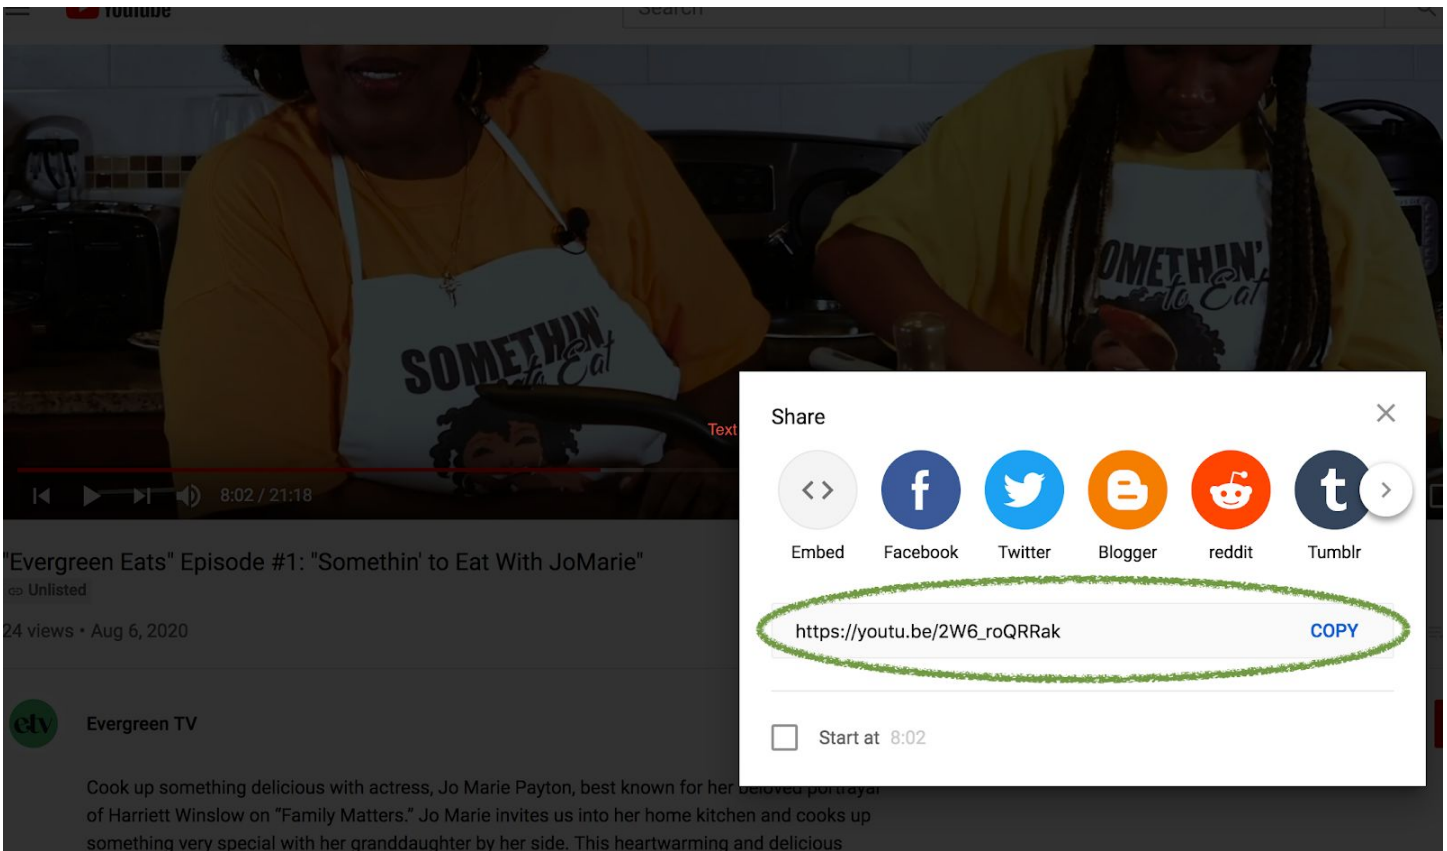 YouTube
Search
SOMETHIN'
to Eat
OMETHIN'
to Eat
Text
8:02 / 21:18
Share
Embed
Facebook
Twitter
Blogger
reddit
Tumblr
https://youtu.be/2W6_roQRRak
COPY
Start at 8:02
"Evergreen Eats" Episode #1: "Somethin' to Eat With JoMarie"
Unlisted
24 views • Aug 6, 2020
etv
Evergreen TV
Cook up something delicious with actress, Jo Marie Payton, best known for her beloved portrayal
of Harriett Winslow on "Family Matters." Jo Marie invites us into her home kitchen and cooks up
something very special with her granddaughter by her side. This heartwarming and delicious